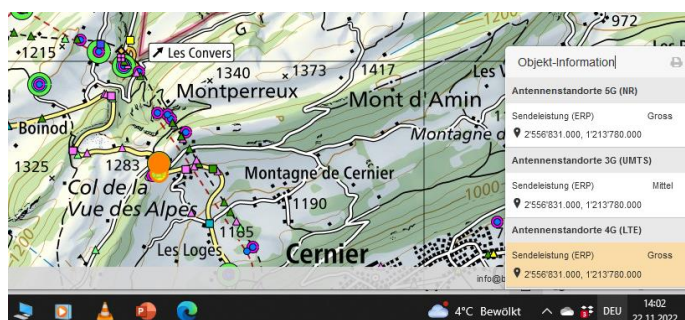 972
1215
Les Convers
1340
1373
1417
Les V
Montperreux
Mont d'Amin
Boinod
Montagne d
1325
1283
Montagne de Cernier
Col de la
Vue des Alpes
1190
1000
1165
Les Loges
Cernier
1200
1200
Objekt-Information
Antennenstandorte 5G (NR)
Sendeleistung (ERP) Gross
2'556'831.000, 1'213'780.000
Antennenstandorte 3G (UMTS)
Sendeleistung (ERP) Mittel
2'556'831.000, 1'213'780.000
Antennenstandorte 4G (LTE)
Sendeleistung (ERP) Gross
2'556'831.000, 1'213'780.000
info@b
4°C Bewölkt
DEU
14:02
22.11.2022